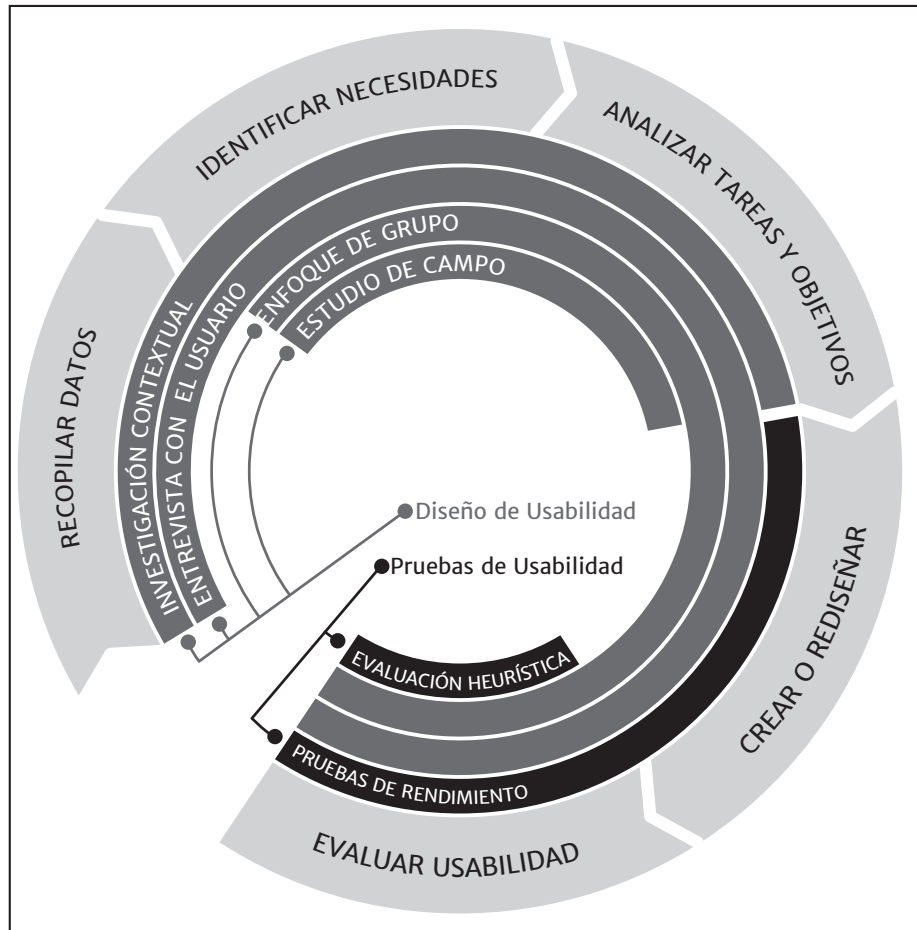 RECOPILAR DATOS
IDENTIFICAR NECESIDADES
ANALIZAR TAREAS Y OBJETIVOS
CREAR O REDISEÑAR
EVALUAR USABILIDAD
INVESTIGACIÓN CONTEXTUAL
ENTREVISTA CON EL USUARIO
ENFOQUE DE GRUPO
ESTUDIO DE CAMPO
Diseño de Usabilidad
Pruebas de Usabilidad
EVALUACIÓN HEURÍSTICA
PRUEBAS DE RENDIMIENTO